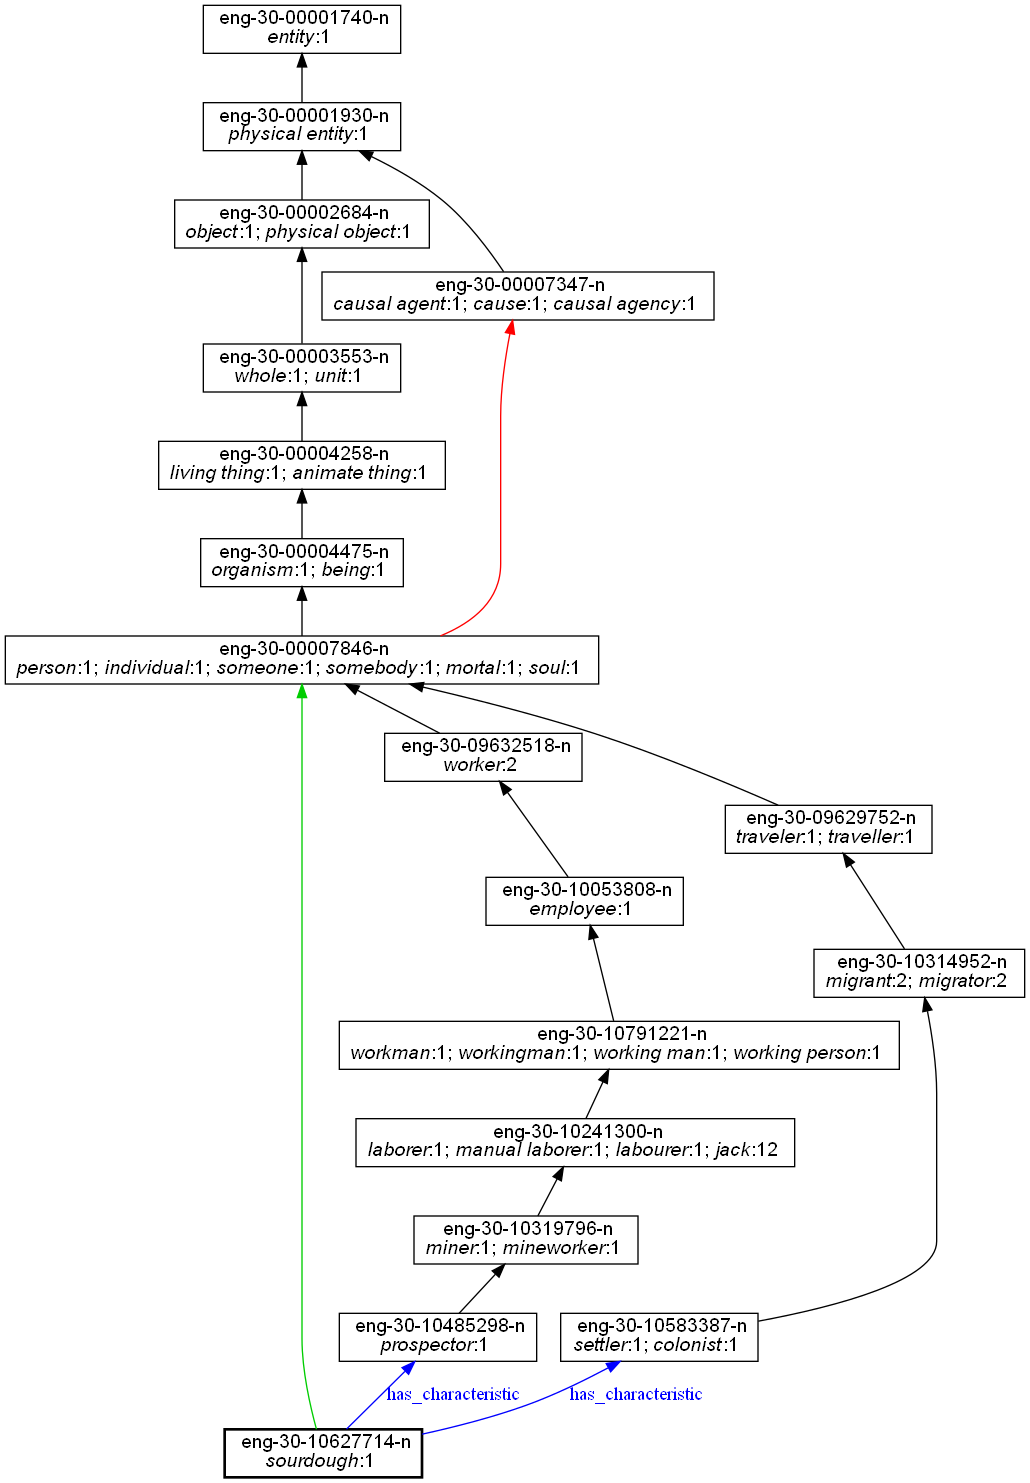 eng-30-00001740-n
entity:1
eng-30-00001930-n
physical entity:1
eng-30-00002684-n
object:1; physical object:1
eng-30-00007347-n
causal agent:1; cause:1; causal agency:1
eng-30-00003553-n
whole:1; unit:1
eng-30-00004258-n
living thing:1; animate thing:1
eng-30-00004475-n
organism:1; being:1
eng-30-00007846-n
person:1; individual:1; someone:1; somebody:1; mortal:1; soul:1
eng-30-09632518-n
worker:2
eng-30-09629752-n
traveler:1; traveller:1
eng-30-10053808-n
employee:1
eng-30-10314952-n
migrant:2; migrator:2
eng-30-10791221-n
workman:1; workingman:1; working man:1; working person:1
eng-30-10241300-n
laborer:1; manual laborer:1; labourer:1; jack:12
eng-30-10319796-n
miner:1; mineworker:1
eng-30-10485298-n
prospector:1
eng-30-10583387-n
settler:1; colonist:1
has_characteristic
has_characteristic
eng-30-10627714-n
sourdough:1